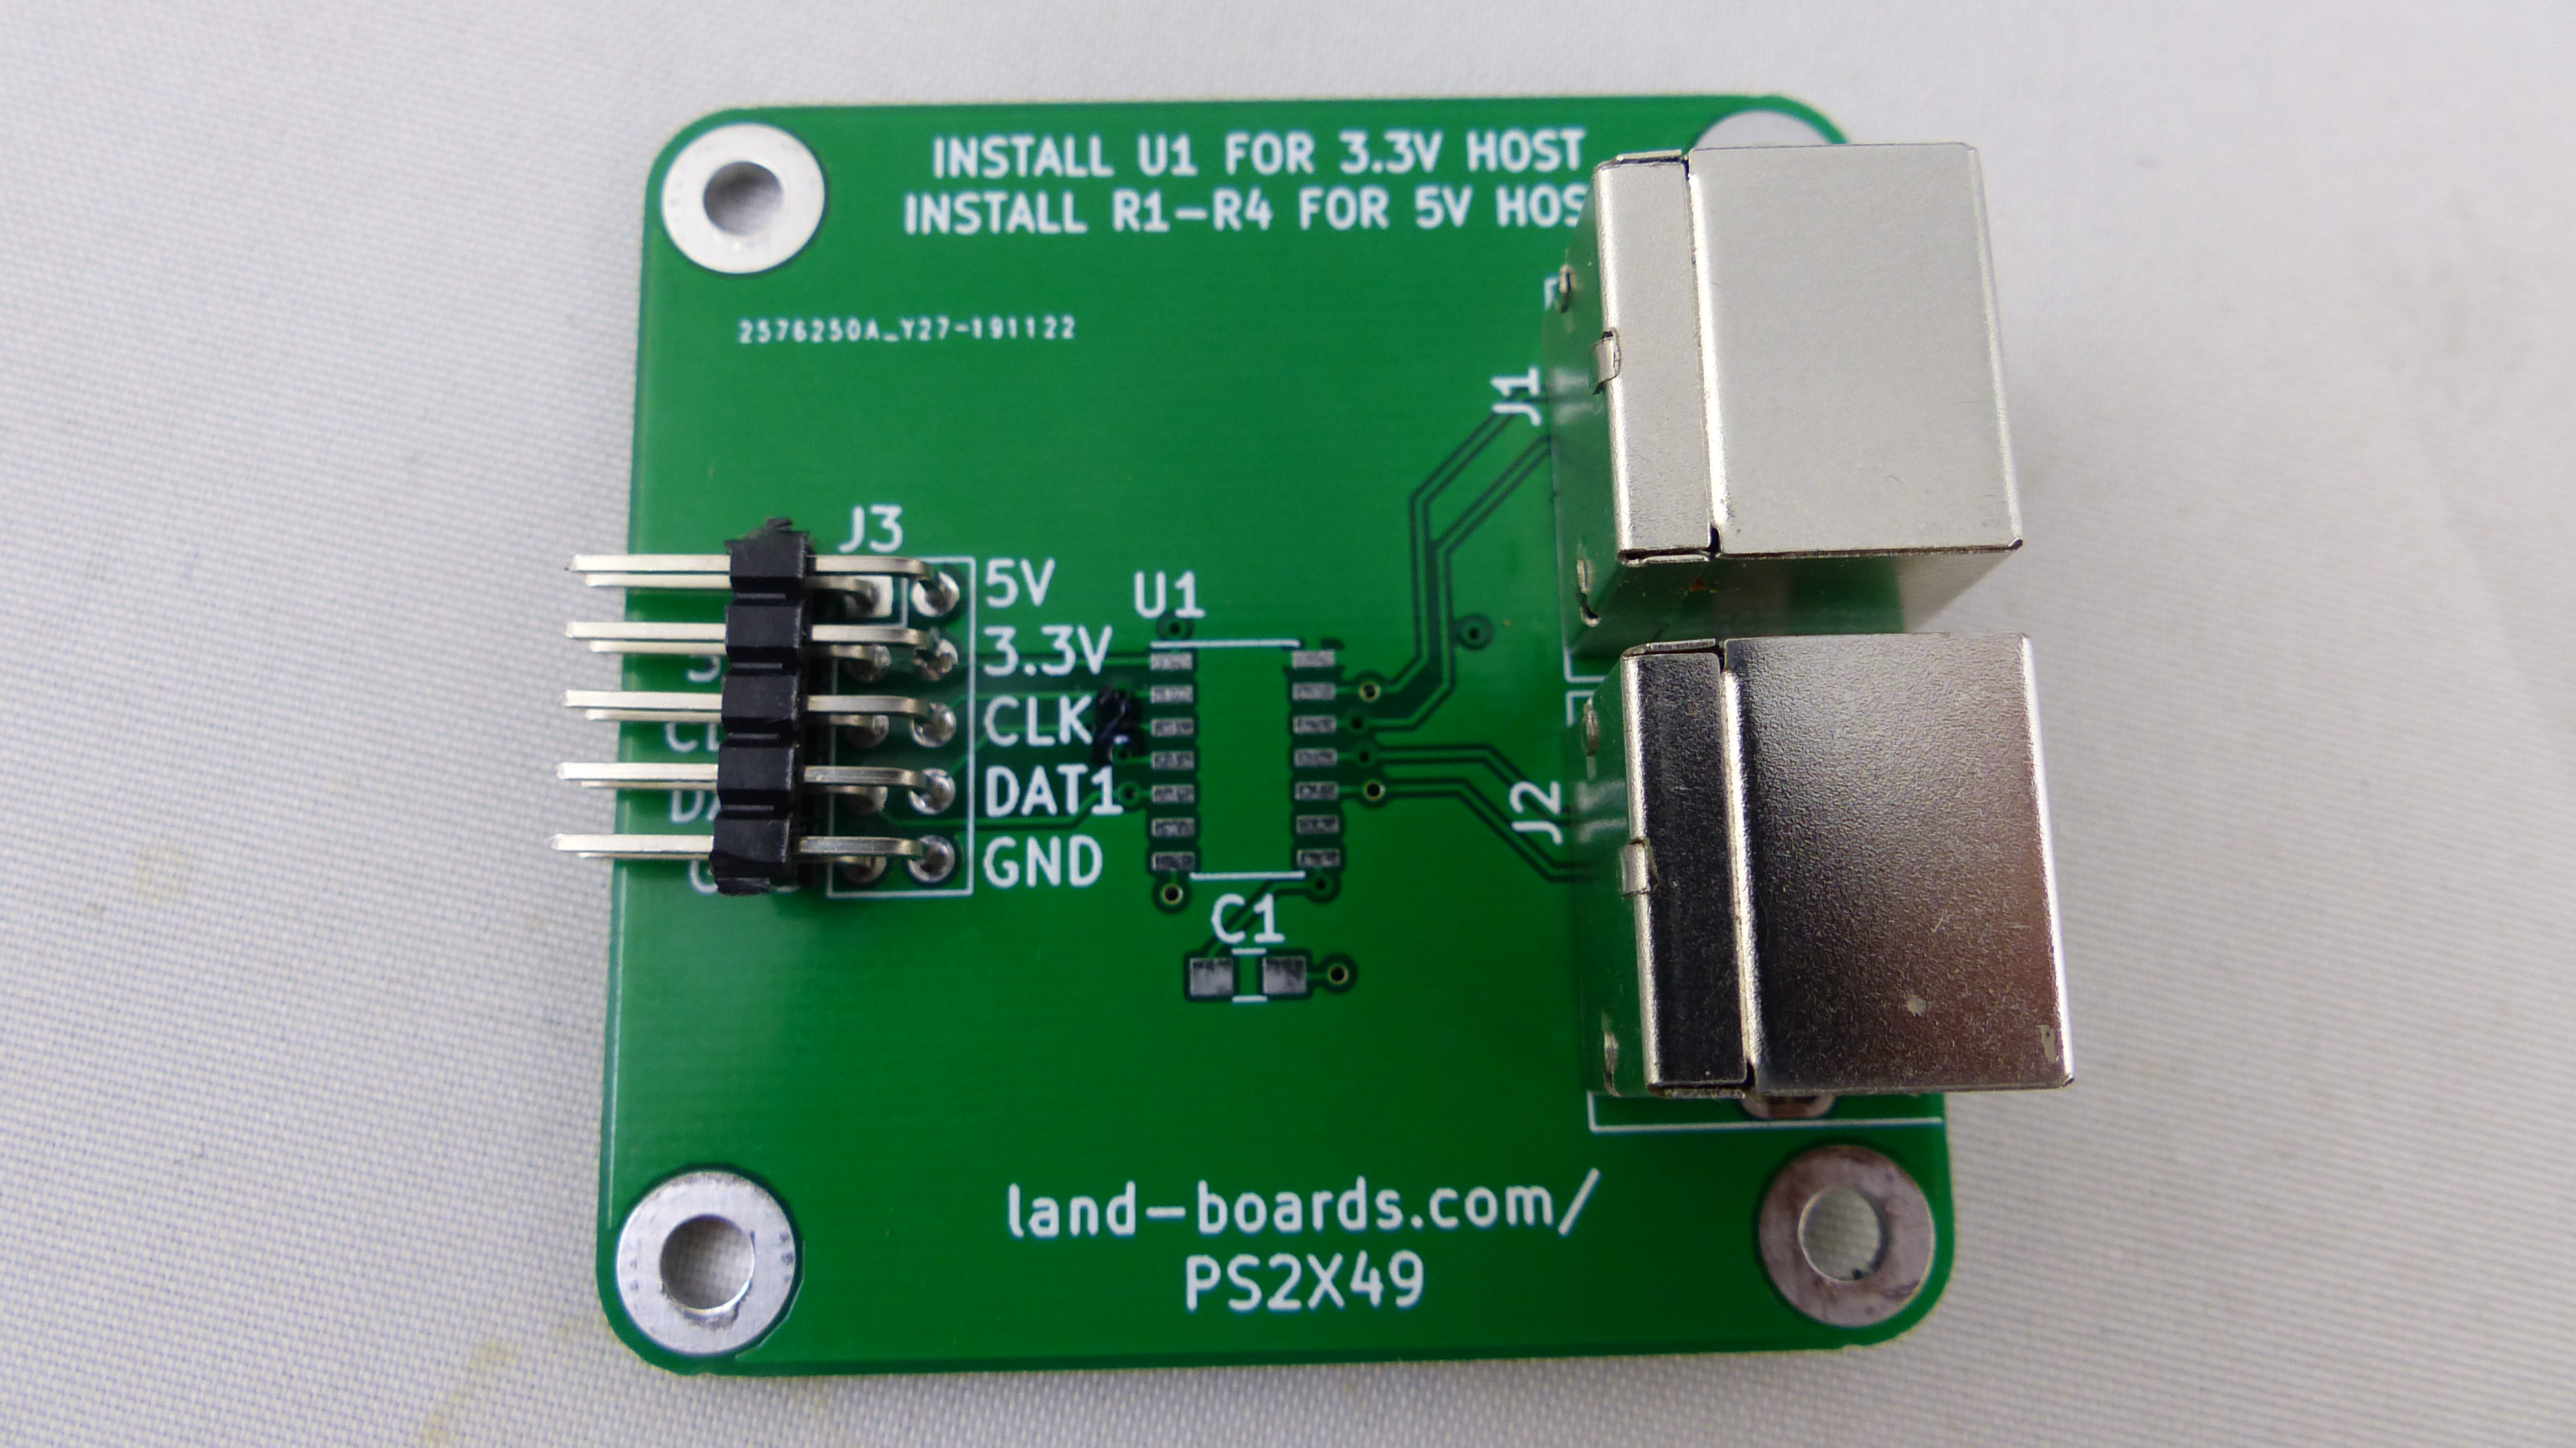 INSTALL U1 FOR 3.3V HOST
INSTALL R1-R4 FOR 5V
2576250A_Y27-191122
J1
J3
5V
U1
3.3V
CLK
DAT1
J2
GND
C1
land-boards.com/
PS2X49